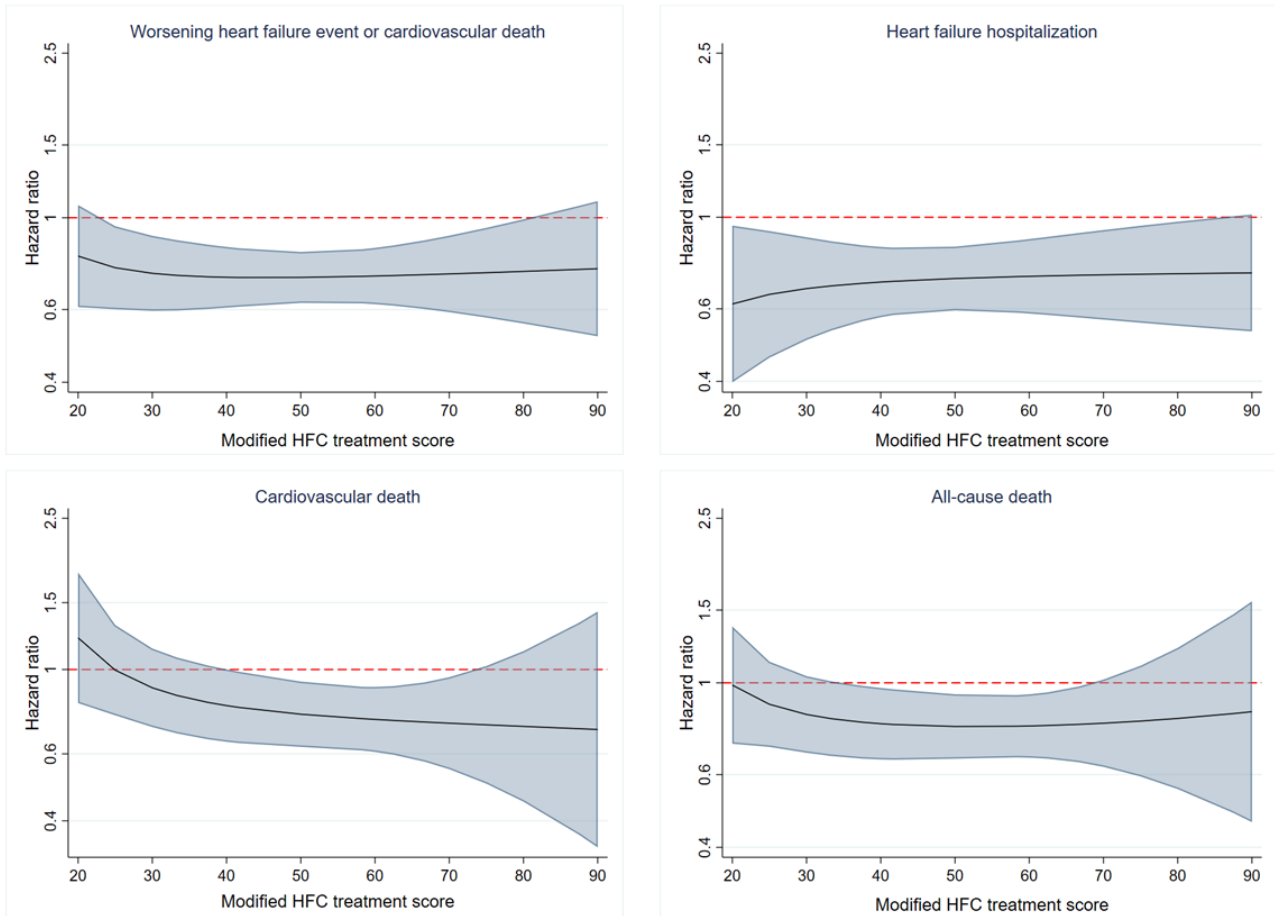 Worsening heart failure event or cardiovascular death
Hazard ratio
2.5
1.5
1
0.6
0.4
20 30 40 50 60 70 80 90
Modified HFC treatment score
Heart failure hospitalization
Hazard ratio
2.5
1.5
1
0.6
0.4
20 30 40 50 60 70 80 90
Modified HFC treatment score
Cardiovascular death
Hazard ratio
2.5
1.5
1
0.6
0.4
20 30 40 50 60 70 80 90
Modified HFC treatment score
All-cause death
Hazard ratio
2.5
1.5
1
0.6
0.4
20 30 40 50 60 70 80 90
Modified HFC treatment score